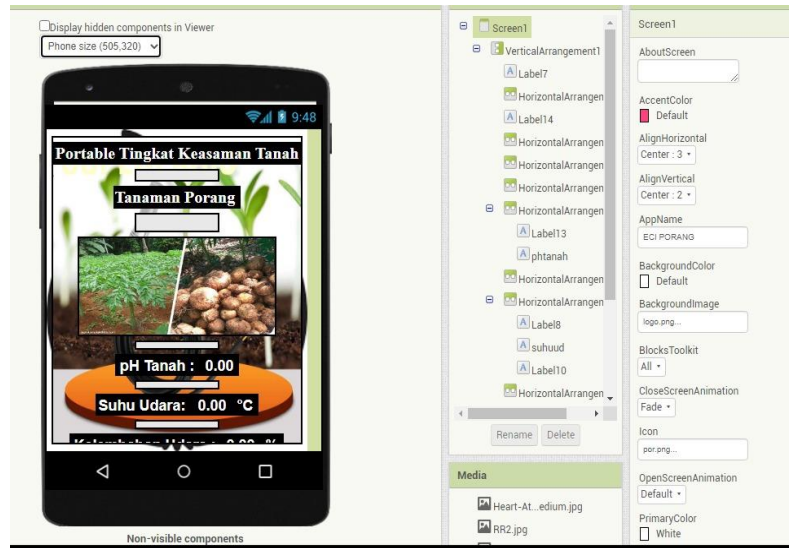 Display hidden components in Viewer
Phone size (505,320)
9:48
Portable Tingkat Keasaman Tanah
Tanaman Porang
pH Tanah : 0.00
Suhu Udara: 0.00 °C
Kelembaban Udara : 0.00 %
Non-visible components
Screen1
VerticalArrangement1
Label7
HorizontalArrangen
Label14
HorizontalArrangen
HorizontalArrangen
HorizontalArrangen
HorizontalArrangen
Label13
phtanah
HorizontalArrangen
HorizontalArrangen
Label8
suhuud
Label10
HorizontalArrangen
Rename Delete
Media
Heart-At...edium.jpg
RR2.jpg
Screen1
AboutScreen
AccentColor
Default
AlignHorizontal
Center : 3
AlignVertical
Center : 2
AppName
ECI PORANG
BackgroundColor
Default
BackgroundImage
logo.png...
BlocksToolkit
All
CloseScreenAnimation
Fade
Icon
por.png...
OpenScreenAnimation
Default
PrimaryColor
White